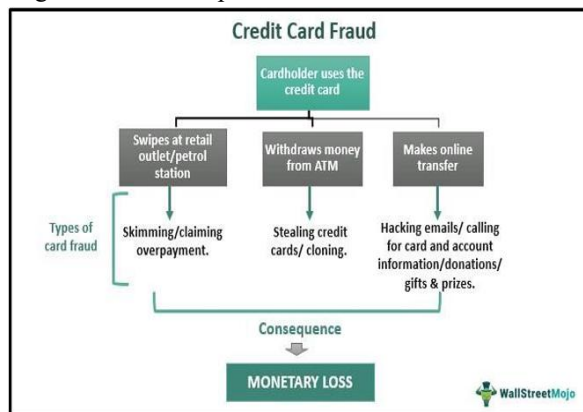 Credit Card Fraud
Cardholder uses the
credit card
Swipes at retail
outlet/petrol
station
Withdraws money
from ATM
Makes online
transfer
Types of
card fraud
Skimming/claiming
overpayment.
Stealing credit
cards/ cloning.
Hacking emails/ calling
for card and account
information/donations/
gifts & prizes.
Consequence
MONETARY LOSS
WallStreetMojo